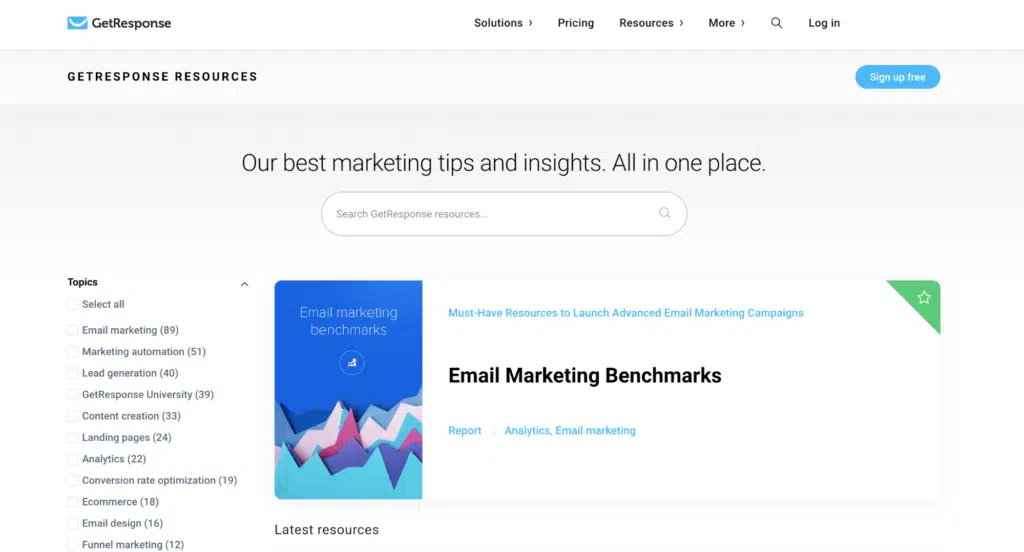 GetResponse
Solutions Pricing Resources More Log in
GETRESPONSE RESOURCES
Sign up free
Our best marketing tips and insights. All in one place.
Search GetResponse resources...
Topics
Select all
Email marketing (89)
Marketing automation (51)
Lead generation (40)
GetResponse University (39)
Content creation (33)
Landing pages (24)
Analytics (22)
Conversion rate optimization (19)
Ecommerce (18)
Email design (16)
Funnel marketing (12)
Email marketing
benchmarks
Must-Have Resources to Launch Advanced Email Marketing Campaigns
Email Marketing Benchmarks
Report | Analytics, Email marketing
Latest resources